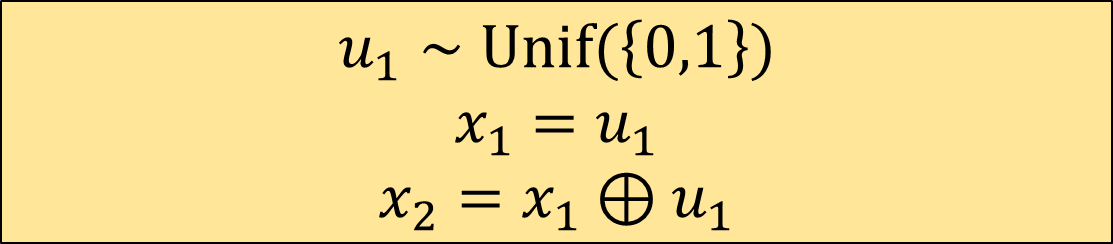 u₁ ~ Unif({0,1})
x₁ = u₁
x₂ = x₁ ⊕ u₁